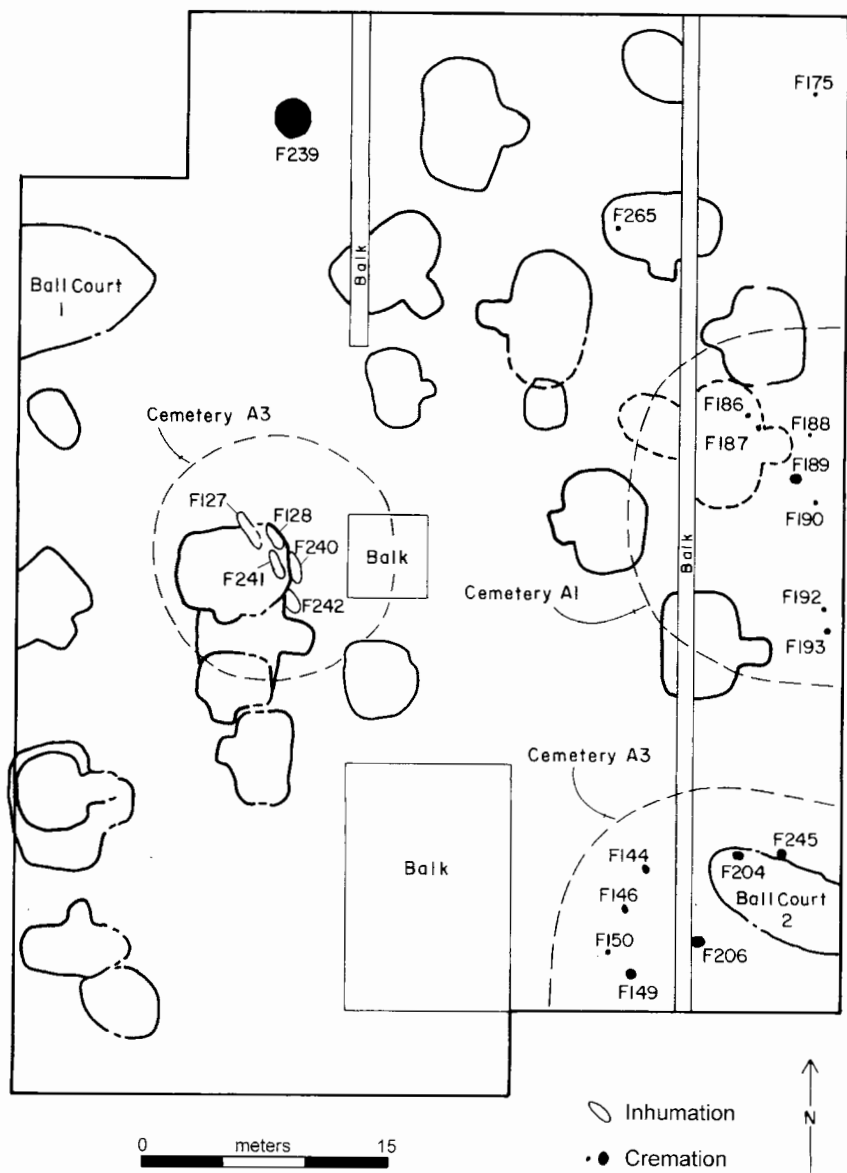 F175
F239
F265
Balk
Ball Court
1
Cemetery A3
F186
F188
F187
F189
F190
F127
F128
F240
F241
Balk
F242
Balk
Cemetery A1
F192
F193
Cemetery A3
F144
F204
F245
Balk
F146
Ball Court
2
F150
F206
F149
Inhumation
N
0 meters 15
Cremation